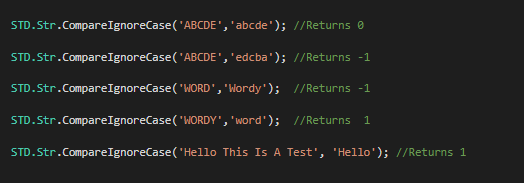 STD.Str.CompareIgnoreCase('ABCDE','abcde'); //Returns 0
STD.Str.CompareIgnoreCase('ABCDE','edcba'); //Returns -1
STD.Str.CompareIgnoreCase('WORD','Wordy');  //Returns -1
STD.Str.CompareIgnoreCase('WORDY','word');  //Returns  1
STD.Str.CompareIgnoreCase('Hello This Is A Test', 'Hello'); //Returns 1